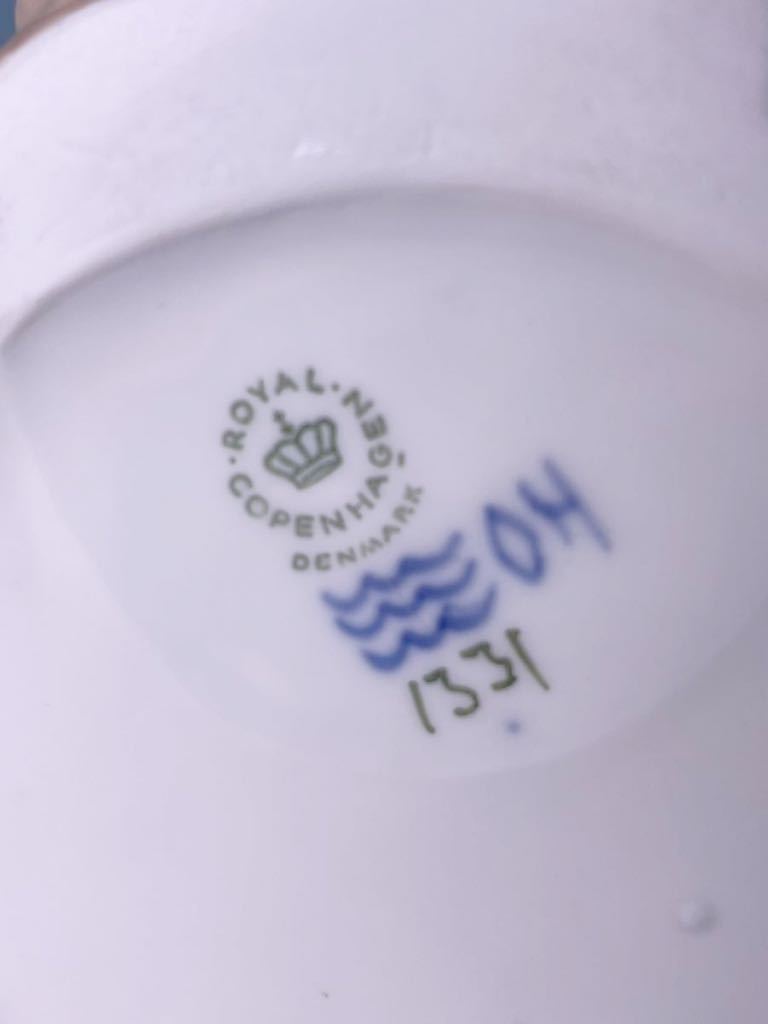 ROYAL · COPENHAGEN ·
DENMARK
OH
1331